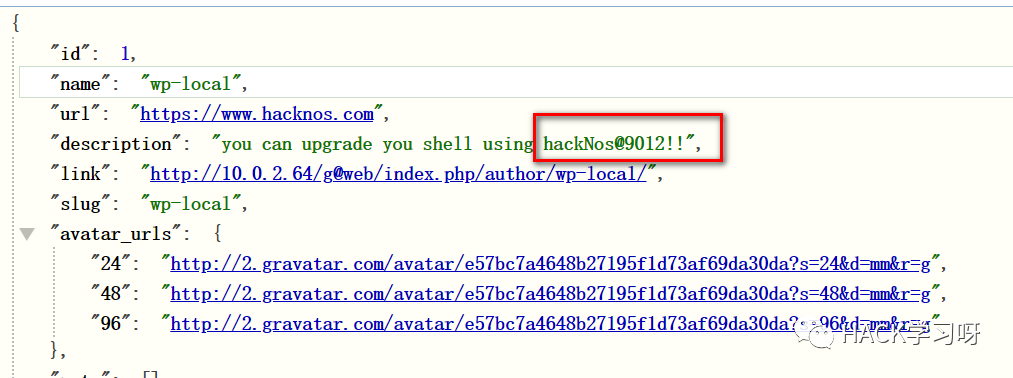 {
"id": 1,
"name": "wp-local",
"url": "https://www.hacknos.com",
"description": "you can upgrade you shell using hackNos@9012!!",
"link": "http://10.0.2.64/g@web/index.php/author/wp-local/",
"slug": "wp-local",
"avatar_urls": {
"24": "http://2.gravatar.com/avatar/e57bc7a4648b27195f1d73af69da30da?s=24&d=mm&r=g",
"48": "http://2.gravatar.com/avatar/e57bc7a4648b27195f1d73af69da30da?s=48&d=mm&r=g",
"96": "http://2.gravatar.com/avatar/e57bc7a4648b27195f1d73af69da30da?s=96&d=mm&r=g"
},
HACK学习呀